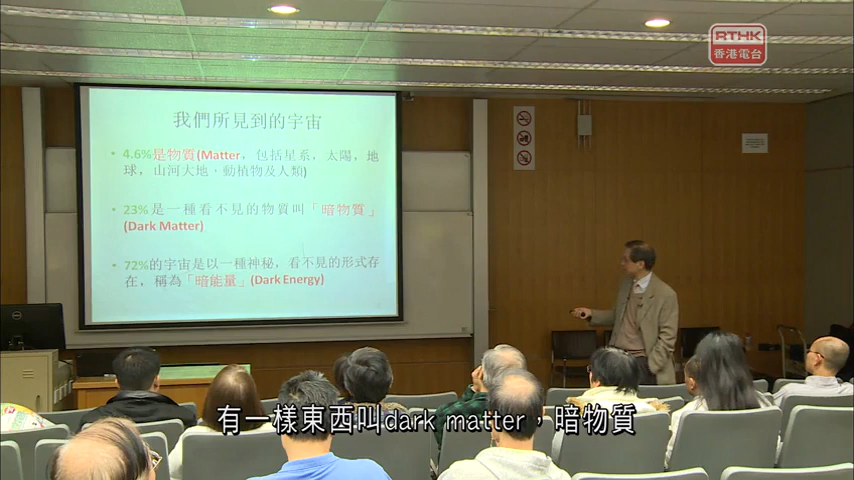 RTHK
香港電台
我們所見到的宇宙
• 4.6%是物質(Matter，包括星系，太陽，地
球，山河大地，動植物及人類)
• 23%是一種看不見的物質叫「暗物質」
(Dark Matter)
• 72%的宇宙是以一種神秘，看不見的形式存
在，稱為「暗能量」(Dark Energy)
有一樣東西叫dark matter，暗物質